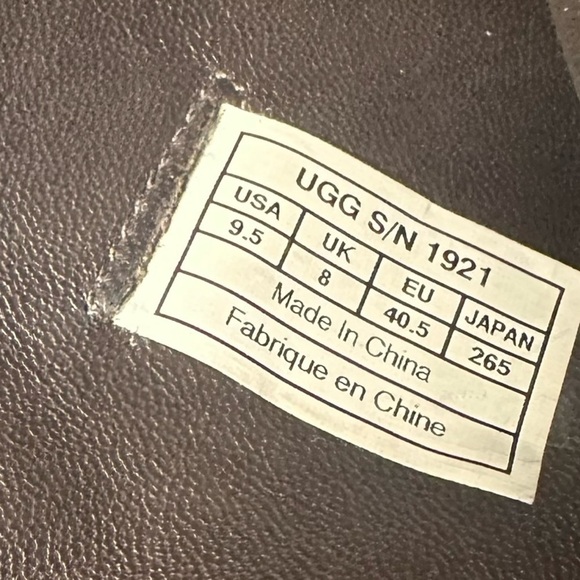 UGG S/N 1921
USA UK EU JAPAN
9.5 8 40.5 265
Made In China
Fabrique en Chine